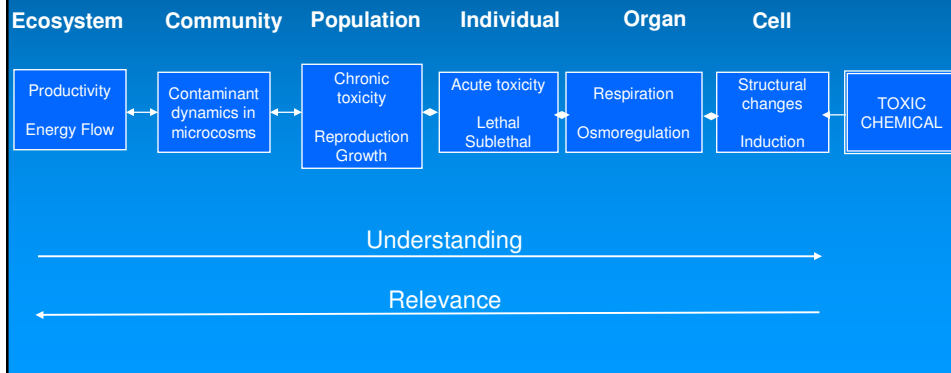 Ecosystem Community Population Individual Organ Cell
Productivity
Energy Flow
Contaminant
dynamics in
microcosms
Chronic
toxicity
Reproduction
Growth
Acute toxicity
Lethal
Sublethal
Respiration
Osmoregulation
Structural
changes
Induction
TOXIC
CHEMICAL
Understanding
Relevance